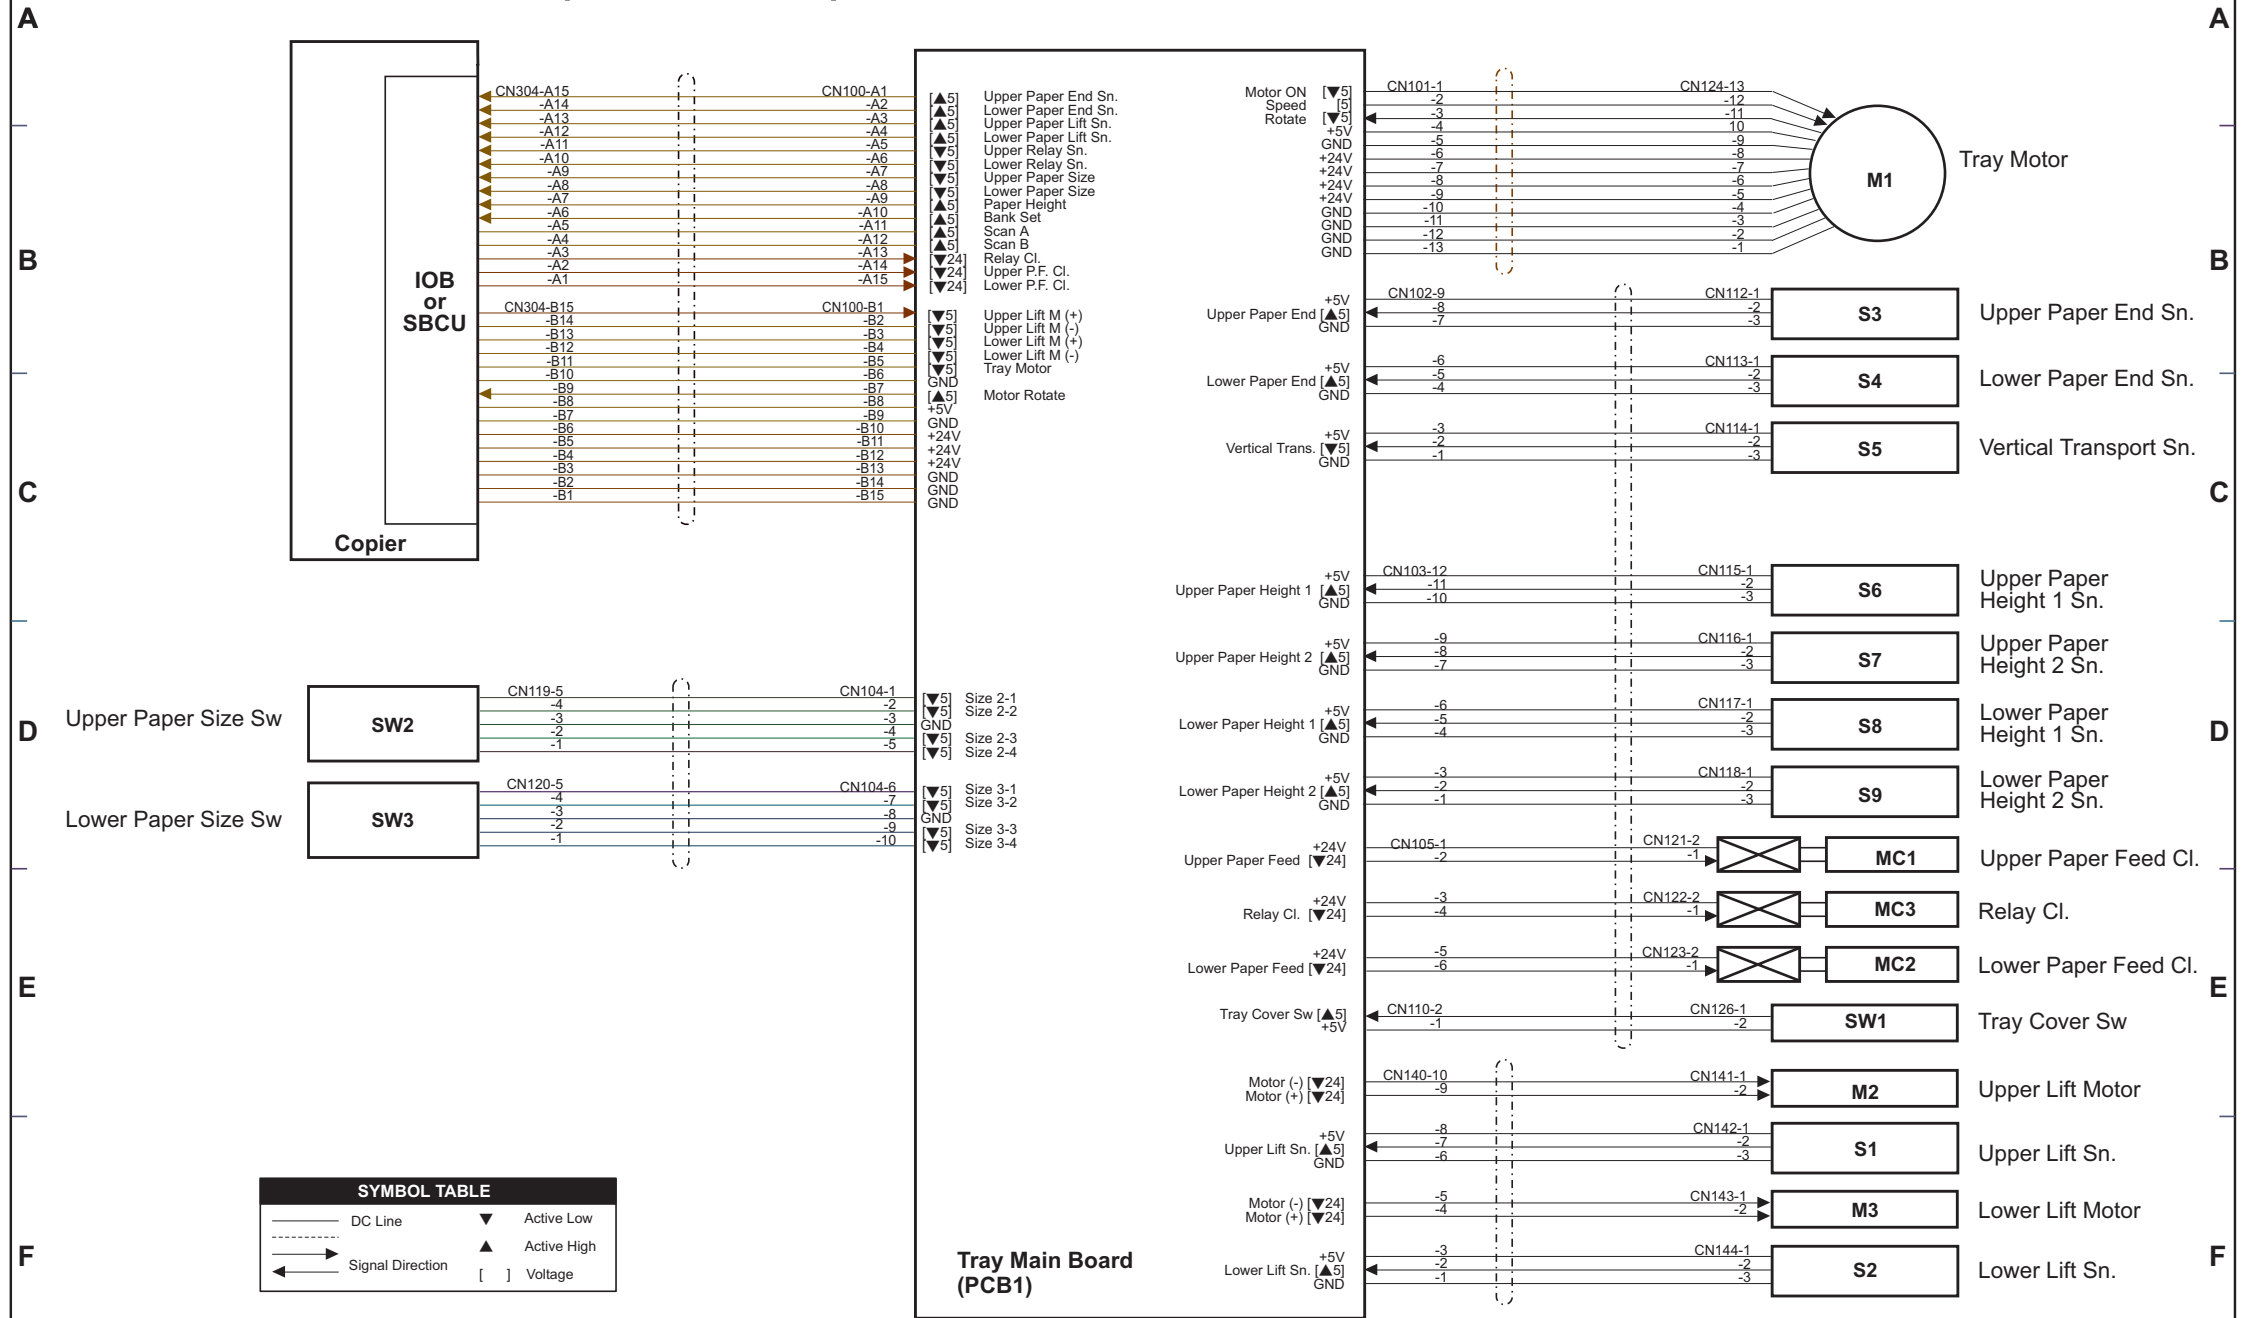 A
A
B
B
C
C
D
D
E
E
F
F
IOB
or
SBCU
Copier
CN304-A15 CN100-A1 [▲5] Upper Paper End Sn.
-A14 -A2 [▲5] Lower Paper End Sn.
-A13 -A3 [▲5] Upper Paper Lift Sn.
-A12 -A4 [▲5] Lower Paper Lift Sn.
-A11 -A5 [▼5] Upper Relay Sn.
-A10 -A6 [▼5] Lower Relay Sn.
-A9 -A7 [▼5] Upper Paper Size
-A8 -A8 [▼5] Lower Paper Size
-A7 -A9 [▲5] Paper Height
-A6 -A10 [▲5] Bank Set
-A5 -A11 [▲5] Scan A
-A4 -A12 [▲5] Scan B
-A3 -A13 [▼24] Relay Cl.
-A2 -A14 [▼24] Upper P.F. Cl.
-A1 -A15 [▼24] Lower P.F. Cl.
CN304-B15 CN100-B1 [▼5] Upper Lift M (+)
-B14 -B2 [▼5] Upper Lift M (-)
-B13 -B3 [▼5] Lower Lift M (+)
-B12 -B4 [▼5] Lower Lift M (-)
-B11 -B5 [▼5] Tray Motor
-B10 -B6 GND
-B9 -B7 [▲5] Motor Rotate
-B8 -B8 +5V
-B7 -B9 GND
-B6 -B10 +24V
-B5 -B11 +24V
-B4 -B12 +24V
-B3 -B13 GND
-B2 -B14 GND
-B1 -B15 GND
Upper Paper Size Sw
SW2
CN119-5 CN104-1 [▼5] Size 2-1
-4 -2 [▼5] Size 2-2
-3 -3 GND
-2 -4 [▼5] Size 2-3
-1 -5 [▼5] Size 2-4
Lower Paper Size Sw
SW3
CN120-5 CN104-6 [▼5] Size 3-1
-4 -7 [▼5] Size 3-2
-3 -8 GND
-2 -9 [▼5] Size 3-3
-1 -10 [▼5] Size 3-4
SYMBOL TABLE
DC Line ▼ Active Low
▲ Active High
Signal Direction [ ] Voltage
Tray Main Board
(PCB1)
Motor ON [▼5] CN101-1 CN124-13
Speed [5] -2 -12
Rotate [▼5] -3 -11
+5V -4 10
GND -5 -9
+24V -6 -8
+24V -7 -7
+24V -8 -6
+24V -9 -5
GND -10 -4
GND -11 -3
GND -12 -2
GND -13 -1
M1 Tray Motor
+5V CN102-9 CN112-1
Upper Paper End [▲5] -8 -2 S3 Upper Paper End Sn.
GND -7 -3
+5V -6 CN113-1
Lower Paper End [▲5] -5 -2 S4 Lower Paper End Sn.
GND -4 -3
+5V -3 CN114-1
Vertical Trans. [▼5] -2 -2 S5 Vertical Transport Sn.
GND -1 -3
+5V CN103-12 CN115-1
Upper Paper Height 1 [▲5] -11 -2 S6 Upper Paper
Height 1 Sn.
GND -10 -3
+5V -9 CN116-1
Upper Paper Height 2 [▲5] -8 -2 S7 Upper Paper
Height 2 Sn.
GND -7 -3
+5V -6 CN117-1
Lower Paper Height 1 [▲5] -5 -2 S8 Lower Paper
Height 1 Sn.
GND -4 -3
+5V -3 CN118-1
Lower Paper Height 2 [▲5] -2 -2 S9 Lower Paper
Height 2 Sn.
GND -1 -3
+24V CN105-1 CN121-2
Upper Paper Feed [▼24] -2 -1 MC1 Upper Paper Feed Cl.
+24V -3 CN122-2
Relay Cl. [▼24] -4 -1 MC3 Relay Cl.
+24V -5 CN123-2
Lower Paper Feed [▼24] -6 -1 MC2 Lower Paper Feed Cl.
Tray Cover Sw [▲5] CN110-2 CN126-1 SW1 Tray Cover Sw
+5V -1 -2
Motor (-) [▼24] CN140-10 CN141-1 M2 Upper Lift Motor
Motor (+) [▼24] -9 -2
+5V -8 CN142-1
Upper Lift Sn. [▲5] -7 -2 S1 Upper Lift Sn.
GND -6 -3
Motor (-) [▼24] -5 CN143-1 M3 Lower Lift Motor
Motor (+) [▼24] -4 -2
+5V -3 CN144-1
Lower Lift Sn. [▲5] -2 -2 S2 Lower Lift Sn.
GND -1 -3